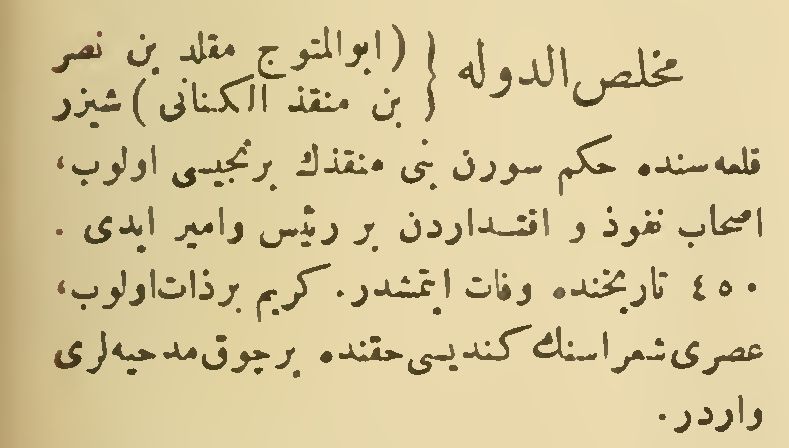 مخلص الدوله } (ابوالمتوج مقلد بن نصر
بن منقذ الكنانى) شيزر
قلعه‌سنده حكم سورن بنى منقذك برنجيسى اولوب،
اصحاب نفوذ و اقتداردن بر رئيس وامير ايدى .
٤٥٠ تاريخنده وفات ايتمشدر. كريم برذات اولوب،
عصرى شعراسنك كنديسى حقنده برچوق مدحيه‌لرى
واردر.